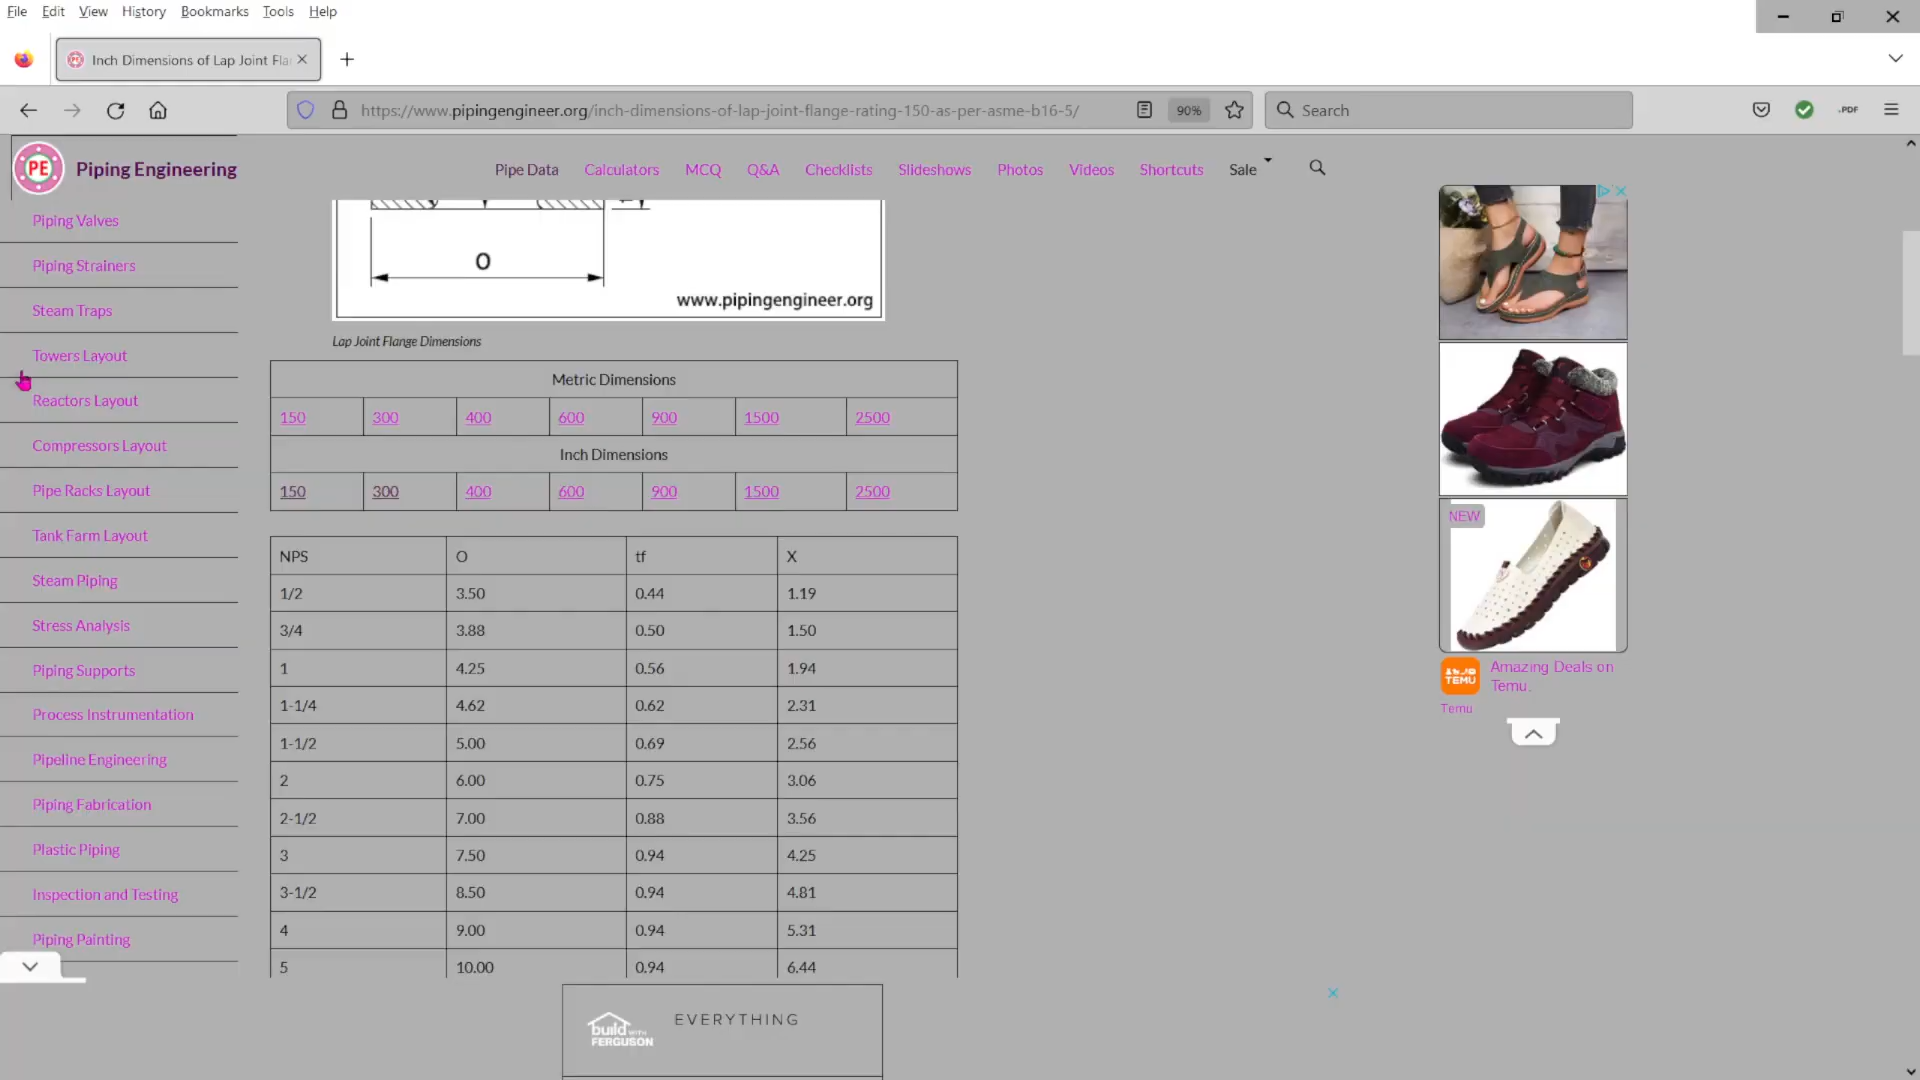 File Edit View History Bookmarks Tools Help
Inch Dimensions of Lap Joint Fla
https://www.pipingengineer.org/inch-dimensions-of-lap-joint-flange-rating-150-as-per-asme-b16-5/ 90% Search .PDF
PE Piping Engineering Pipe Data Calculators MCQ Q&A Checklists Slideshows Photos Videos Shortcuts Sale
Piping Valves
Piping Strainers
Steam Traps
Towers Layout
Reactors Layout
Compressors Layout
Pipe Racks Layout
Tank Farm Layout
Steam Piping
Stress Analysis
Piping Supports
Process Instrumentation
Pipeline Engineering
Piping Fabrication
Plastic Piping
Inspection and Testing
Piping Painting
O
www.pipingengineer.org
Lap Joint Flange Dimensions
Metric Dimensions
150 300 400 600 900 1500 2500
Inch Dimensions
150 300 400 600 900 1500 2500
NPS O tf X
1/2 3.50 0.44 1.19
3/4 3.88 0.50 1.50
1 4.25 0.56 1.94
1-1/4 4.62 0.62 2.31
1-1/2 5.00 0.69 2.56
2 6.00 0.75 3.06
2-1/2 7.00 0.88 3.56
3 7.50 0.94 4.25
3-1/2 8.50 0.94 4.81
4 9.00 0.94 5.31
5 10.00 0.94 6.44
NEW
TEMU
Amazing Deals on
Temu.
Temu
build WITH
FERGUSON
EVERYTHING